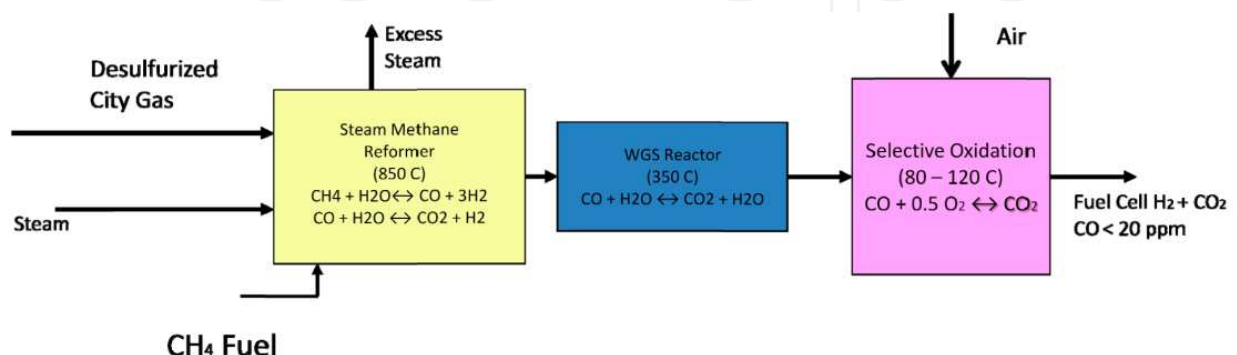 Excess
Steam
Air
Desulfurized
City Gas
Steam Methane
Reformer
(850 C)
CH4 + H2O↔ CO + 3H2
CO + H2O ↔ CO2 + H2
WGS Reactor
(350 C)
CO + H2O ↔ CO2 + H2O
Selective Oxidation
(80 – 120 C)
CO + 0.5 O₂ ↔ CO₂
Steam
Fuel Cell H₂ + CO₂
CO < 20 ppm
CH₄ Fuel